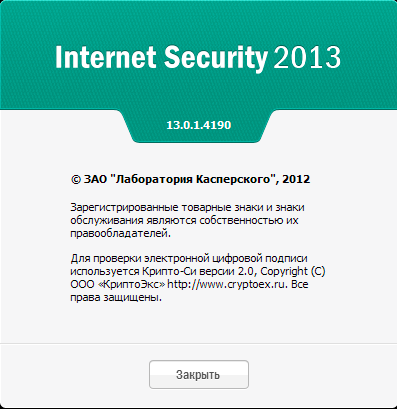 Internet Security 2013
13.0.1.4190
© ЗАО "Лаборатория Касперского", 2012
Зарегистрированные товарные знаки и знаки
обслуживания являются собственностью их
правообладателей.
Для проверки электронной цифровой подписи
используется Крипто-Си версии 2.0, Copyright (C)
ООО «КриптоЭкс» http://www.cryptoex.ru. Все
права защищены.
Закрыть